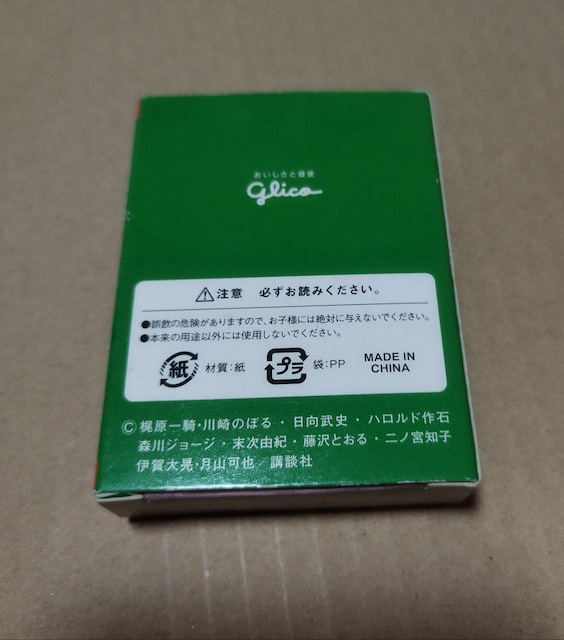 おいしさと健康
Glico
注意 必ずお読みください。
●誤飲の危険がありますので、お子様には絶対に与えないでください。
●本来の用途以外には使用しないでください。
紙 材質:紙 プラ 袋:PP MADE IN
CHINA
©梶原一騎・川崎のぼる・日向武史・ハロルド作石
森川ジョージ・末次由紀・藤沢とおる・二ノ宮知子
伊賀大晃・月山可也/講談社